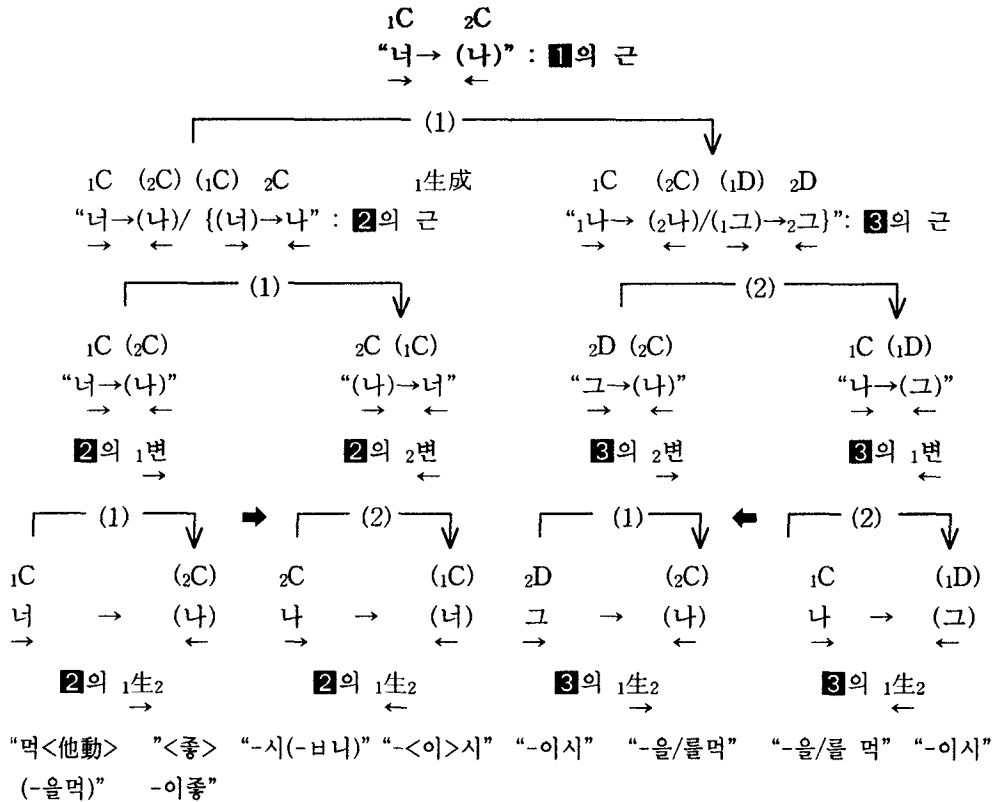 ₁C ₂C
“너→ (나)” : 1의 근
→ ←
(1)
₁C (₂C) (₁C) ₂C ₁生成 ₁C (₂C) (₁D) ₂D
“너→(나)/ {(너)→나” : 2의 근 “₁나→ (₂나)/(₁그)→₂그}”: 3의 근
→ ← → ← → ← → ←
(1) (2)
₁C (₂C) ₂C (₁C) ₂D (₂C) ₁C (₁D)
“너→(나)” “(나)→너” “그→(나)” “나→(그)”
→ ← → ← → ← → ←
2의 ₁변 2의 ₂변 3의 ₂변 3의 ₁변
→ ← → ←
(1) ➡ (2) (1) ⬅ (2)
₁C (₂C) ₂C (₁C) ₂D (₂C) ₁C (₁D)
너 → (나) 나 → (너) 그 → (나) 나 → (그)
→ ← → ← → ← → ←
2의 ₁生₂ 2의 ₁生₂ 3의 ₁生₂ 3의 ₁生₂
→ ← → ←
“먹<他動> ”<좋> “-시(-ㅂ니)” “-<이>시” “-이시” “-을/를먹” “-을/를 먹” “-이시”
(-을먹)” -이좋”